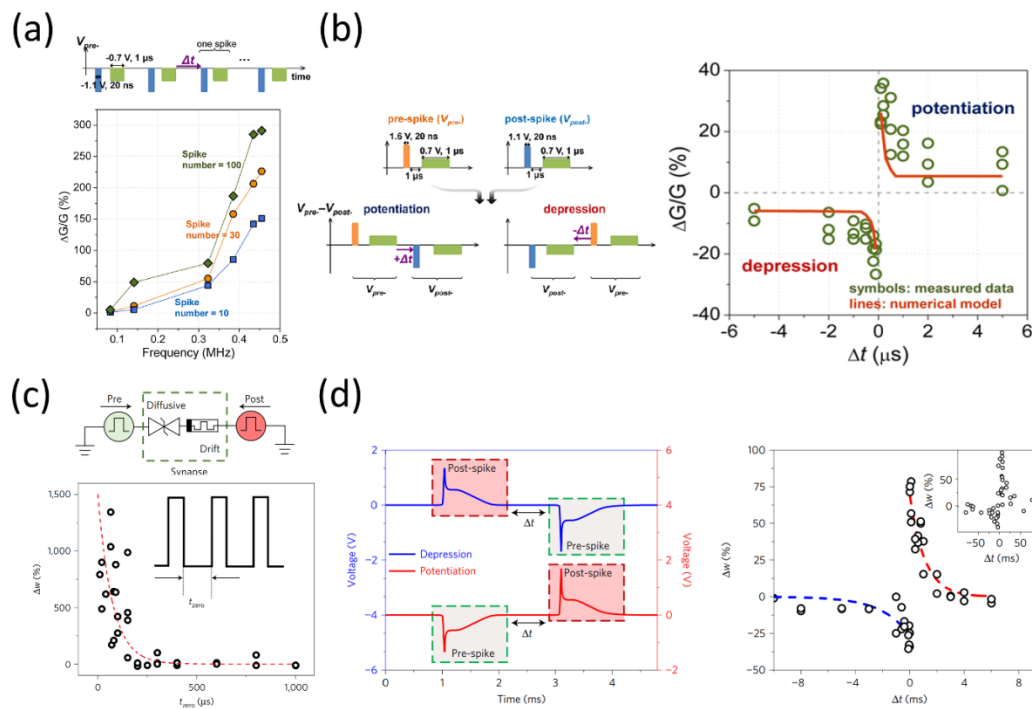 (a)
V_pre-
one spike
-0.7 V, 1 μs
Δt
...
time
-1.1 V, 20 ns
300
250
200
150
100
50
0
ΔG/G (%)
Spike
number = 100
Spike
number = 30
Spike
number = 10
0.0 0.1 0.2 0.3 0.4 0.5
Frequency (MHz)
(b)
pre-spike (V_pre-)
post-spike (V_post-)
1.6 V, 20 ns
0.7 V, 1 μs
1 μs
1.1 V, 20 ns
0.7 V, 1 μs
1 μs
V_pre-–V_post-
potentiation
depression
+Δt
-Δt
V_pre-
V_post-
V_post-
V_pre-
40
20
0
-20
-40
ΔG/G (%)
potentiation
depression
symbols: measured data
lines: numerical model
-6 -4 -2 0 2 4 6
Δt (μs)
(c)
Pre
Diffusive
Post
Drift
Synapse
1,500
1,000
500
0
Δw (%)
t_zero
0 250 500 750 1,000
t_zero (μs)
(d)
2
0
-2
-4
-6
Voltage (V)
6
4
2
0
-2
Voltage (V)
Post-spike
Δt
Pre-spike
Depression
Potentiation
Post-spike
Δt
Pre-spike
0 1 2 3 4
Time (ms)
100
75
50
25
0
-25
-50
Δw (%)
50
0
Δw (%)
-50 0 50
Δt (ms)
-8 -4 0 4 8
Δt (ms)